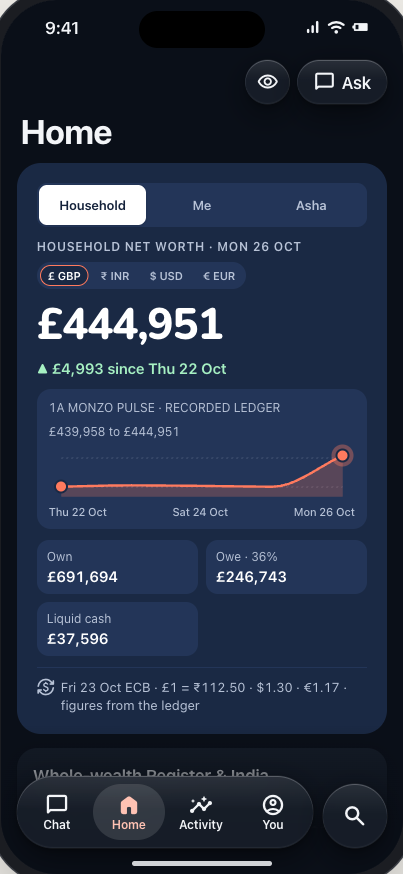 9:41
Ask
Home
Household Me Asha
HOUSEHOLD NET WORTH · MON 26 OCT
£ GBP ₹ INR $ USD € EUR
£444,951
▲ £4,993 since Thu 22 Oct
1A MONZO PULSE · RECORDED LEDGER
£439,958 to £444,951
Thu 22 Oct Sat 24 Oct Mon 26 Oct
Own
£691,694
Owe · 36%
£246,743
Liquid cash
£37,596
Fri 23 Oct ECB · £1 = ₹112.50 · $1.30 · €1.17 ·
figures from the ledger
Whole-wealth Register & India
Chat Home Activity You